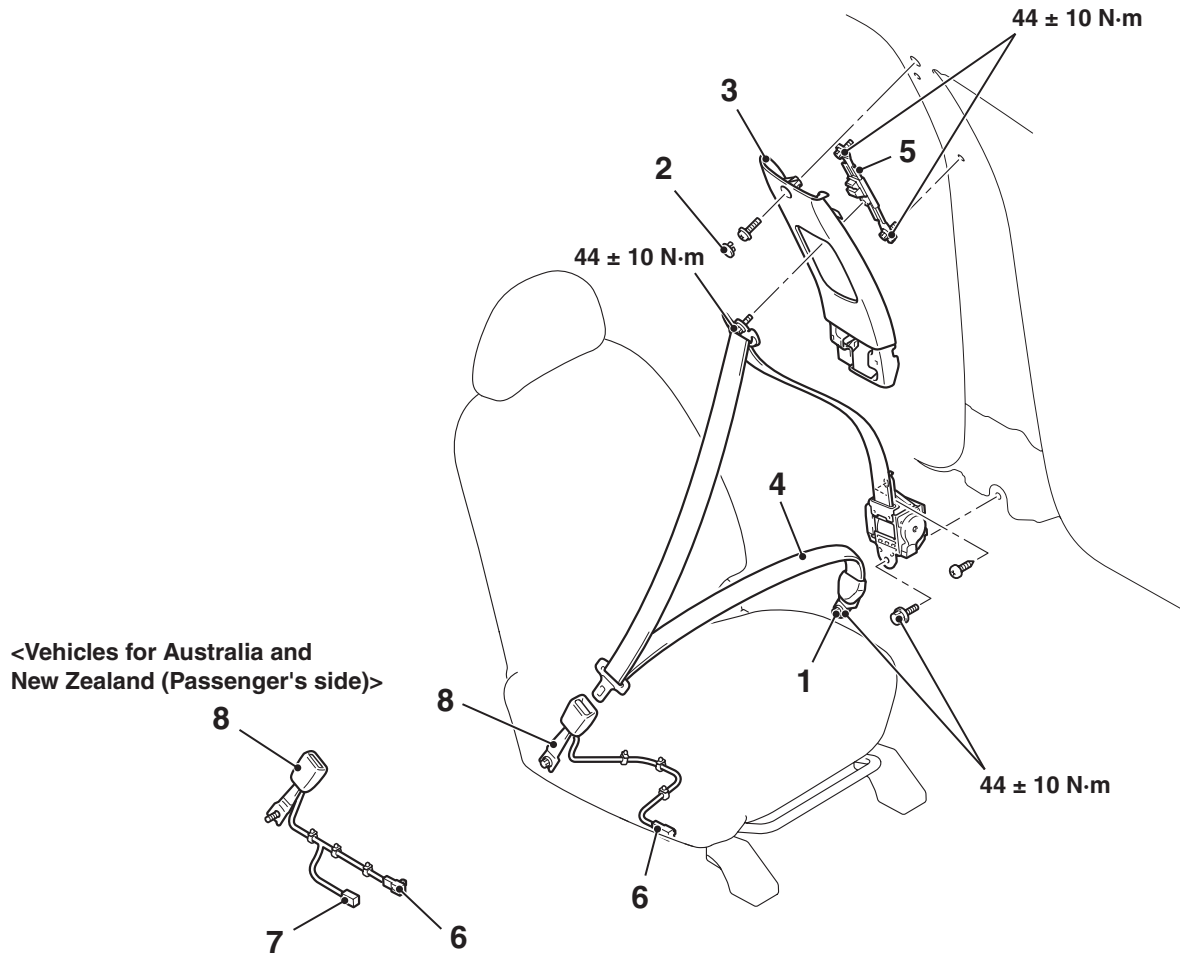 44 ± 10 N·m
3
5
2
44 ± 10 N·m
4
<Vehicles for Australia and
New Zealand (Passenger's side)>
1
8
8
44 ± 10 N·m
6
7
6